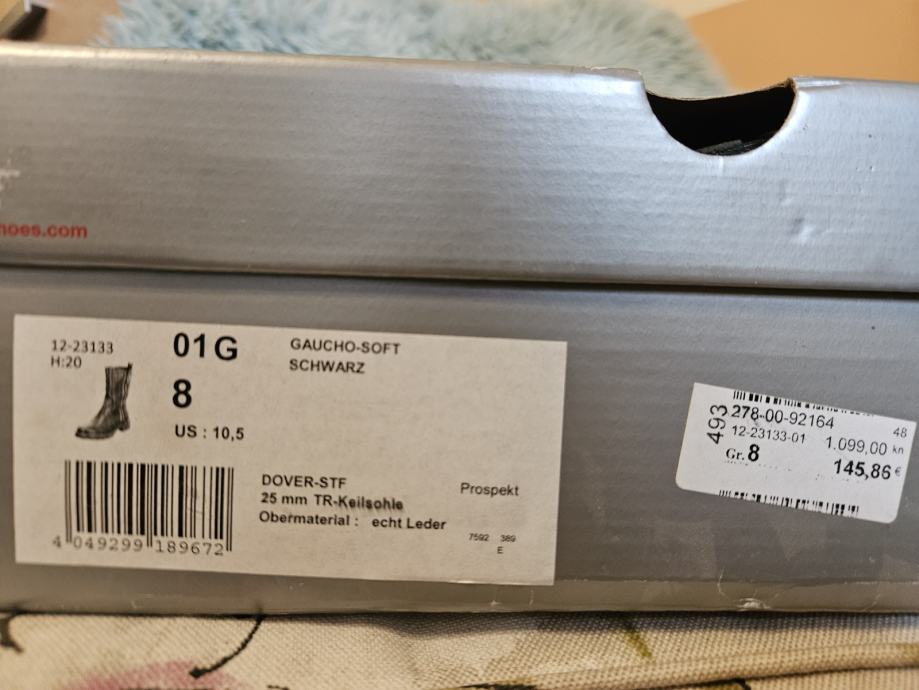 hoes.com
12-23133
H:20
01 G
8
US : 10,5
GAUCHO-SOFT
SCHWARZ
DOVER-STF
25 mm TR-Keilsohle
Obermaterial : echt Leder
Prospekt
7592 389
E
4 049299 189672
493
278-00-92164
48
12-23133-01
1.099,00 kn
Gr. 8
145,86 €